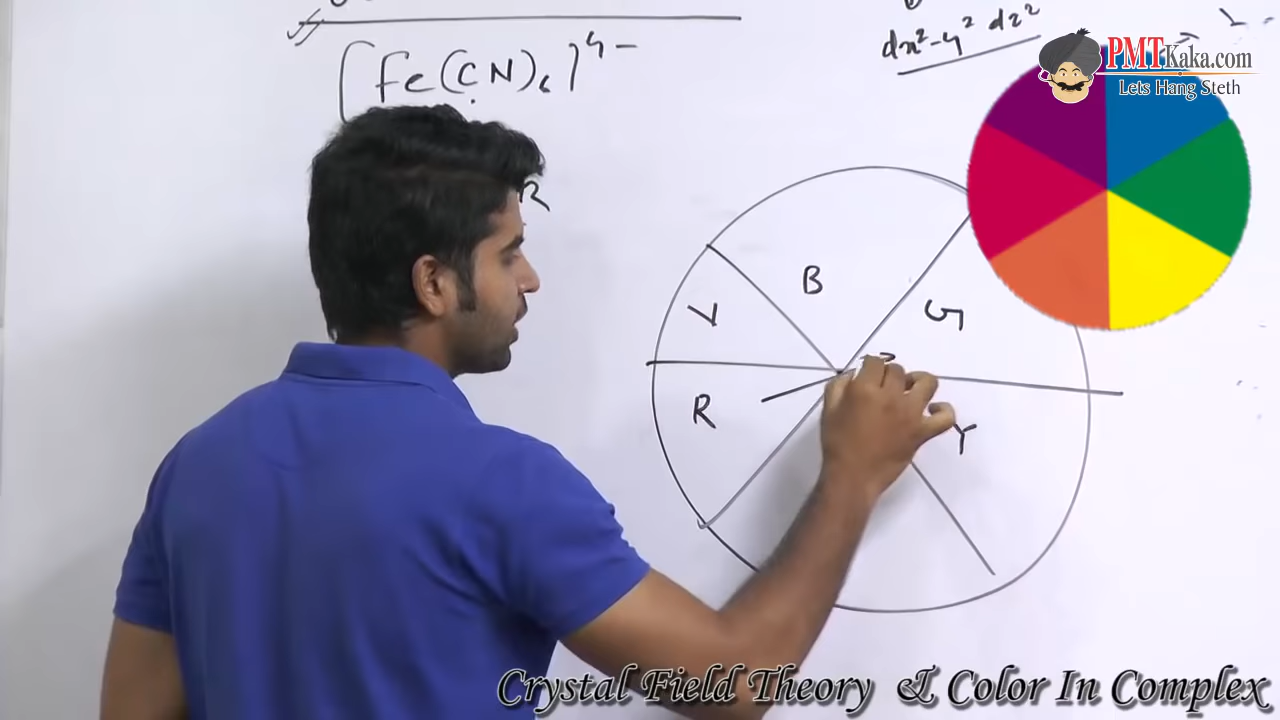 [Fe(CN)6]4-
dx²-y² dz²
PMTKaka.com
Lets Hang Steth
R
B
V
G
R
Y
Crystal Field Theory & Color In Complex